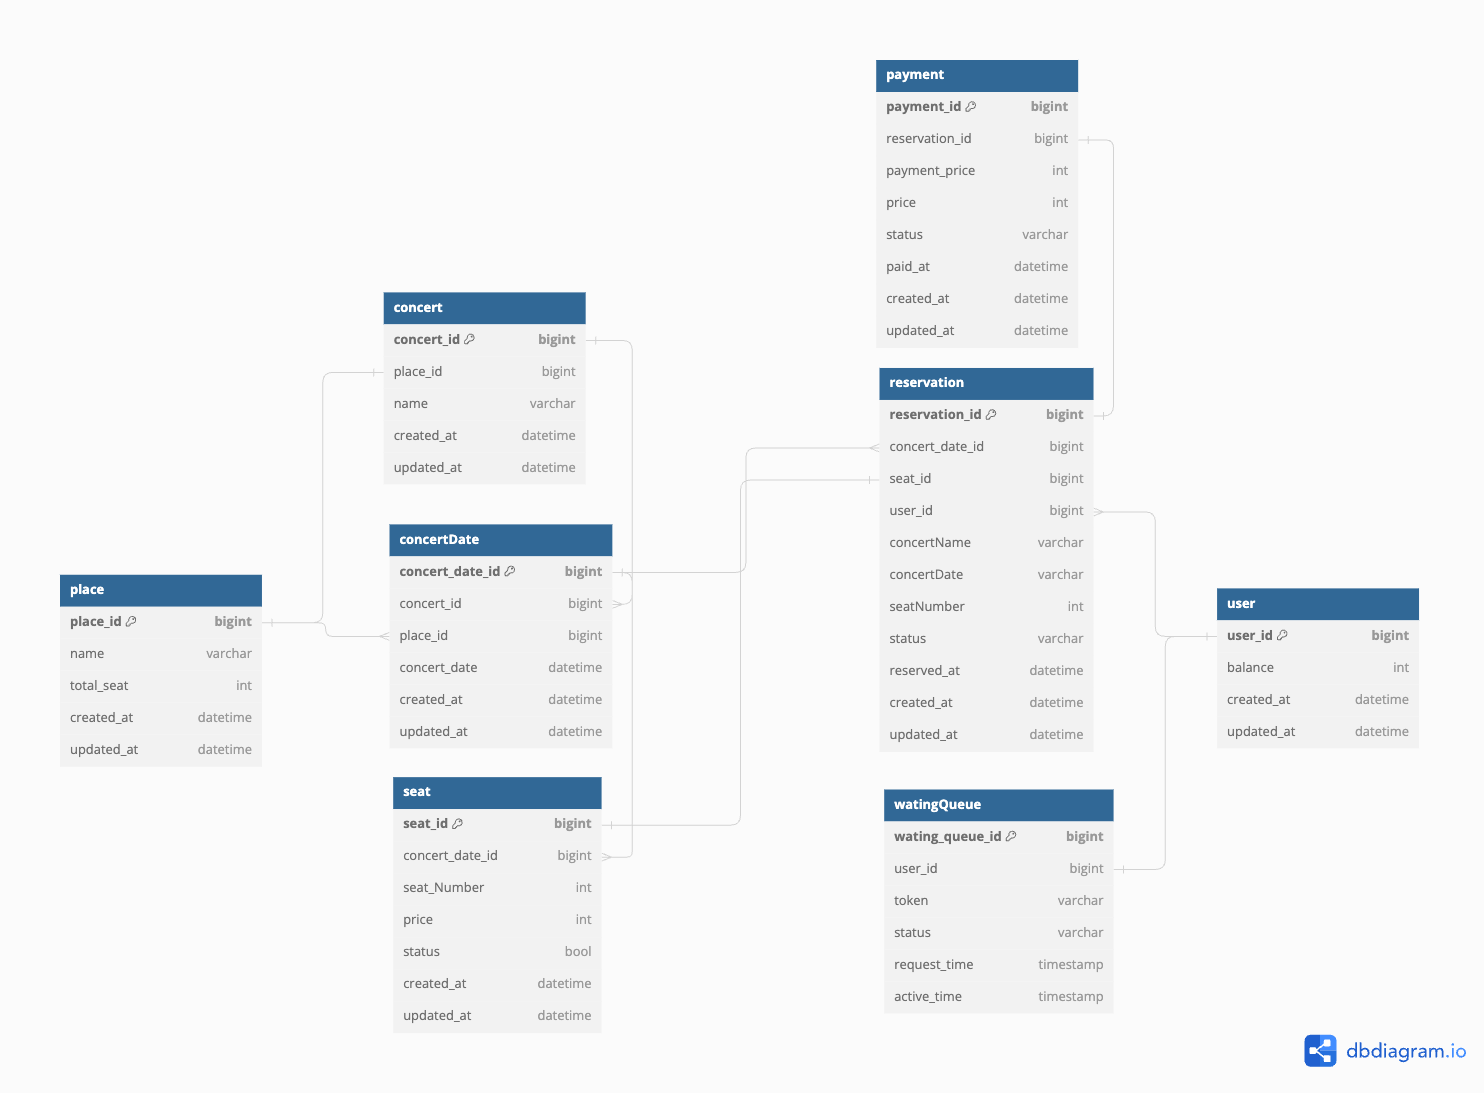 payment
payment_id bigint
reservation_id bigint
payment_price int
price int
status varchar
paid_at datetime
created_at datetime
updated_at datetime
concert
concert_id bigint
place_id bigint
name varchar
created_at datetime
updated_at datetime
reservation
reservation_id bigint
concert_date_id bigint
seat_id bigint
user_id bigint
concertName varchar
concertDate varchar
seatNumber int
status varchar
reserved_at datetime
created_at datetime
updated_at datetime
concertDate
concert_date_id bigint
concert_id bigint
place_id bigint
concert_date datetime
created_at datetime
updated_at datetime
place
place_id bigint
name varchar
total_seat int
created_at datetime
updated_at datetime
user
user_id bigint
balance int
created_at datetime
updated_at datetime
seat
seat_id bigint
concert_date_id bigint
seat_Number int
price int
status bool
created_at datetime
updated_at datetime
watingQueue
wating_queue_id bigint
user_id bigint
token varchar
status varchar
request_time timestamp
active_time timestamp
dbdiagram.io